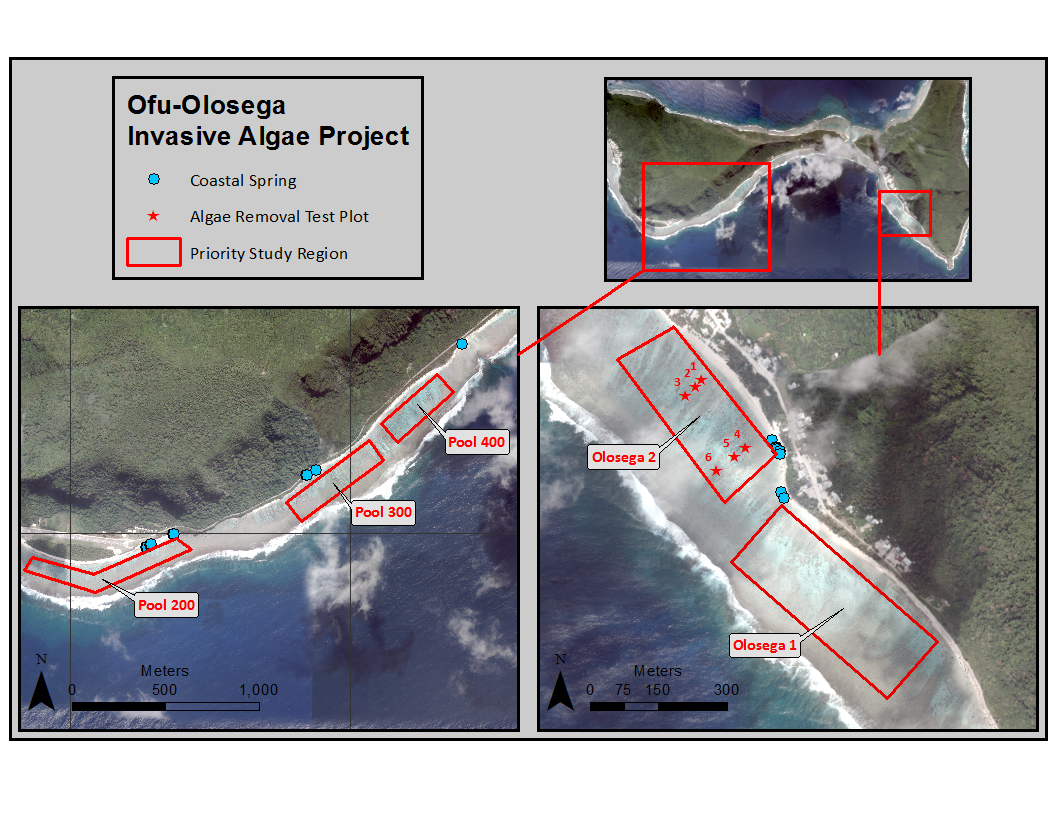 Ofu-Olosega
Invasive Algae Project
Coastal Spring
Algae Removal Test Plot
Priority Study Region
Pool 400
Pool 300
Pool 200
N
Meters
0 500 1,000
1
2
3
4
5
6
Olosega 2
Olosega 1
N
Meters
0 75 150 300